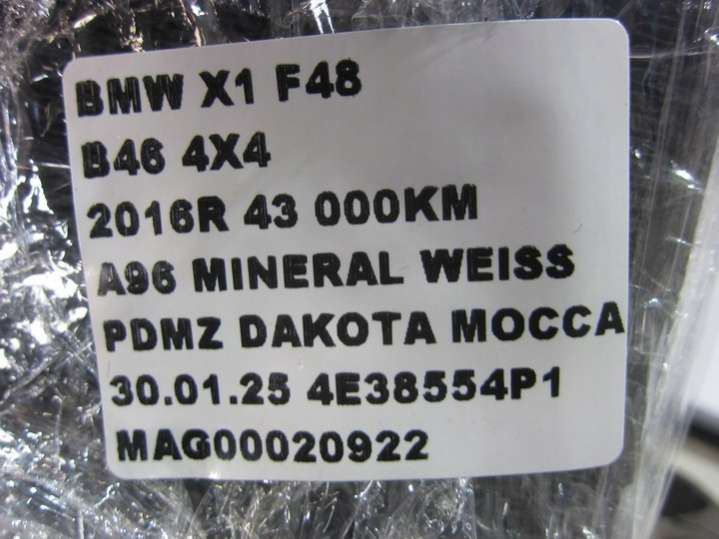 BMW X1 F48
B46 4X4
2016R 43 000KM
A96 MINERAL WEISS
PDMZ DAKOTA MOCCA
30.01.25 4E38554P1
MAG00020922